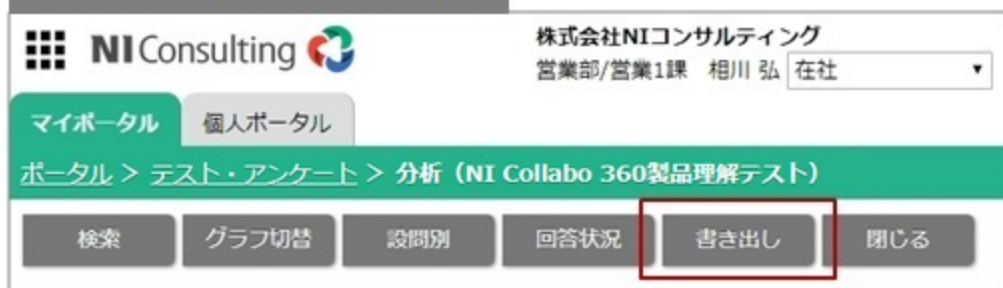 NI Consulting
株式会社NIコンサルティング
営業部/営業1課 相川 弘 在社
マイポータル 個人ポータル
ポータル > テスト・アンケート > 分析（NI Collabo 360製品理解テスト）
検索 グラフ切替 設問別 回答状況 書き出し 閉じる